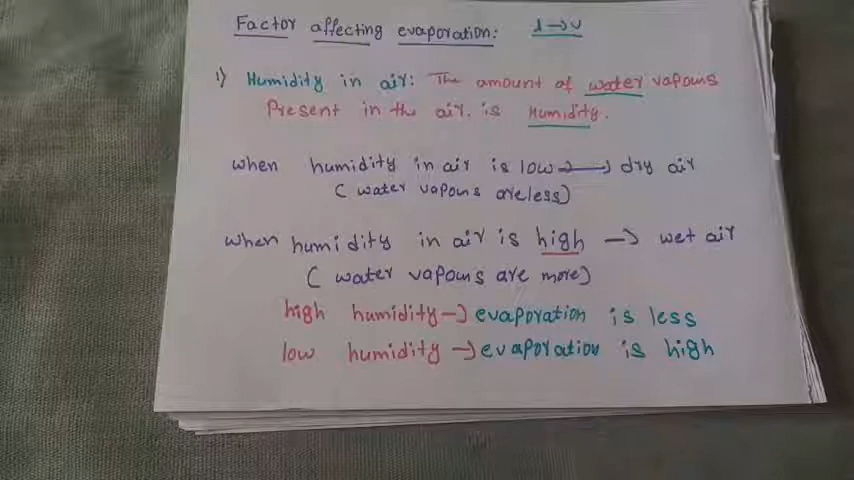 Factor affecting evaporation: l→v
1) Humidity in air: The amount of water vapours
Present in the air. is Humidity.
when humidity in air is low → dry air
( water vapours are less)
when humidity in air is high → wet air
( water vapours are more)
high humidity → evaporation is less
low humidity → evaporation is high